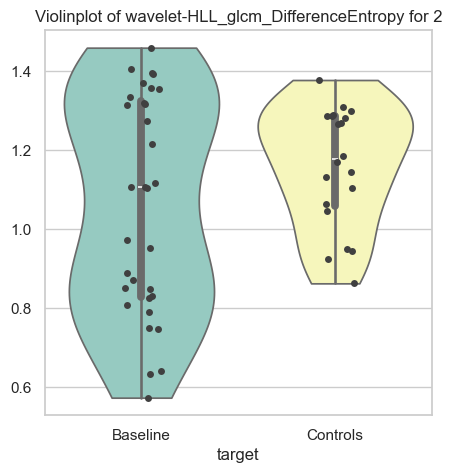 Violinplot of wavelet-HLL_glcm_DifferenceEntropy for 2
1.4
1.2
1.0
0.8
0.6
Baseline
Controls
target